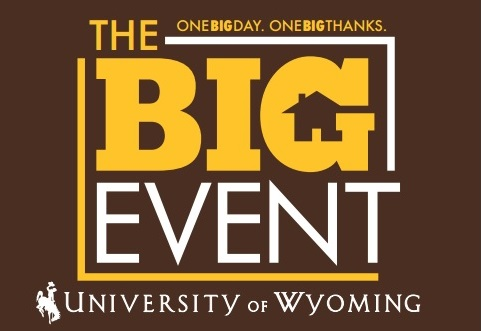 THE
ONEBIGDAY. ONEBIGTHANKS.
BIG
EVENT
UNIVERSITY OF WYOMING